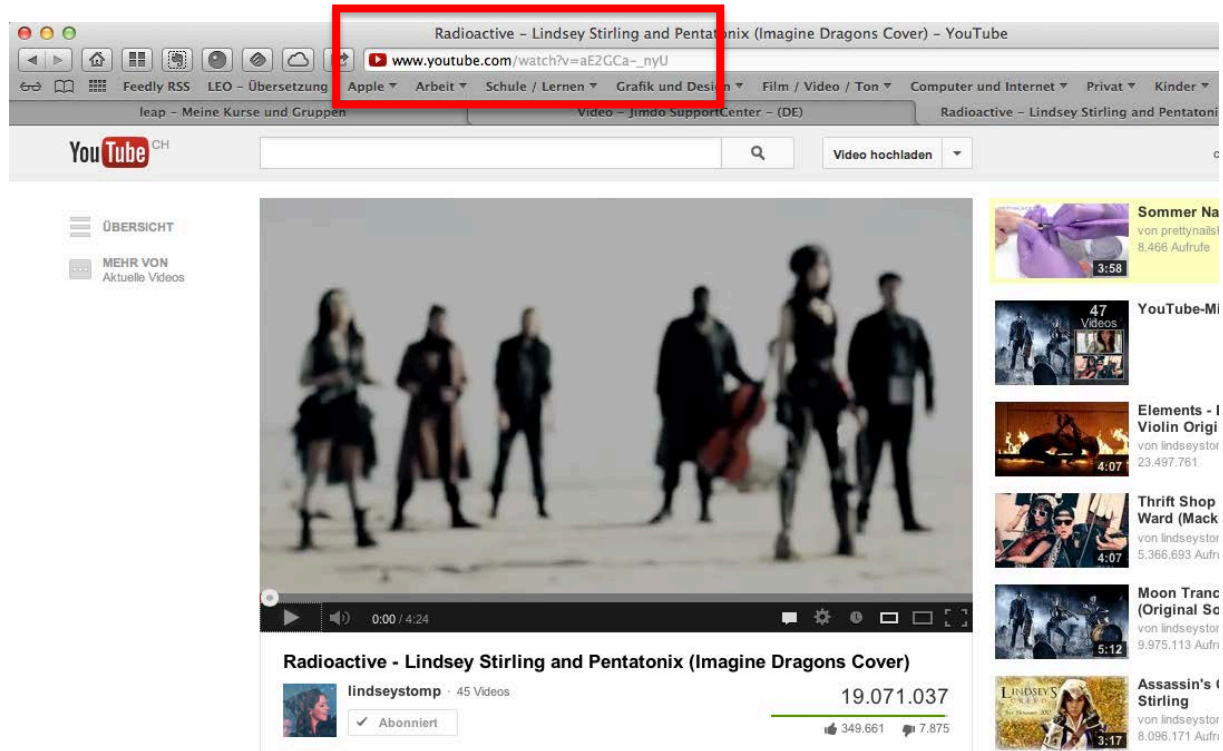 Radioactive – Lindsey Stirling and Pentatonix (Imagine Dragons Cover) – YouTube
www.youtube.com/watch?v=aE2GCa-_nyU
Feedly RSS LEO – Übersetzung Apple Arbeit Schule / Lernen Grafik und Design Film / Video / Ton Computer und Internet Privat Kinder
leap – Meine Kurse und Gruppen Video – Jimdo SupportCenter – (DE) Radioactive – Lindsey Stirling and Pentatoni
YouTube CH
Video hochladen
ÜBERSICHT
MEHR VON
Aktuelle Videos
0:00 / 4:24
Radioactive - Lindsey Stirling and Pentatonix (Imagine Dragons Cover)
lindseystomp · 45 Videos
Abonniert
19.071.037
349.661 7.875
Sommer Na
von prettynails
8.466 Aufrufe
3:58
YouTube-Mi
47
Videos
Elements -
Violin Origi
von lindseystor
23.497.761
4:07
Thrift Shop
Ward (Mack
von lindseystor
5.366.693 Aufr
4:07
Moon Tranc
(Original So
von lindseystor
9.975.113 Aufr
5:12
Assassin's
Stirling
von lindseystor
8.096.171 Aufr
LINDSEY'S
3:17